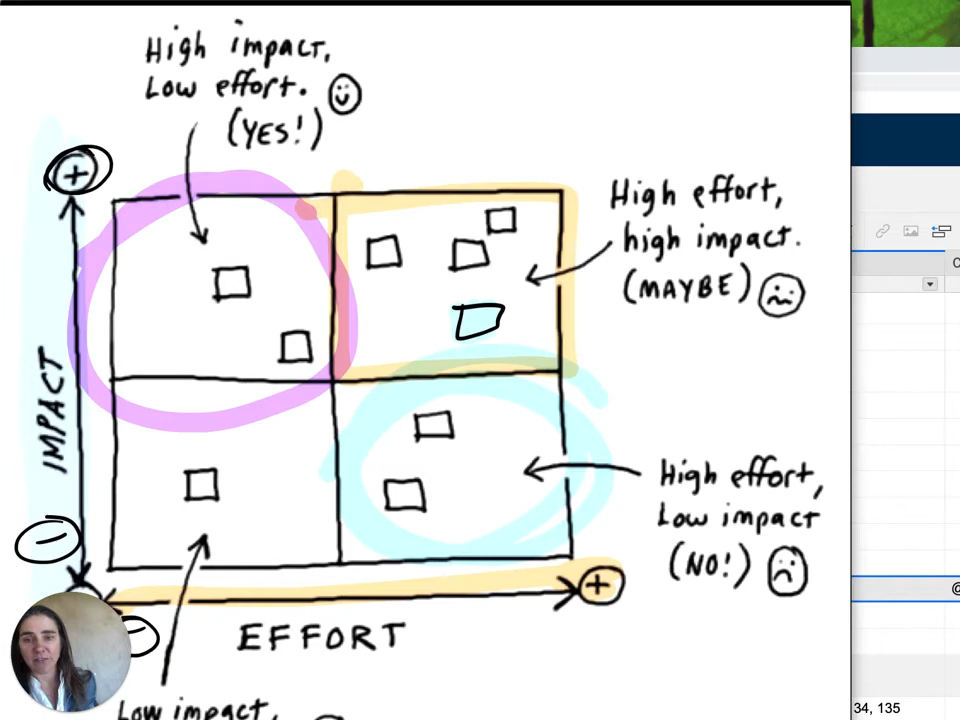 High impact,
Low effort.
(YES!)
+
High effort,
high impact.
(MAYBE)
IMPACT
High effort,
Low impact
(NO!)
−
+
−
EFFORT
Low impact,
@
34, 135